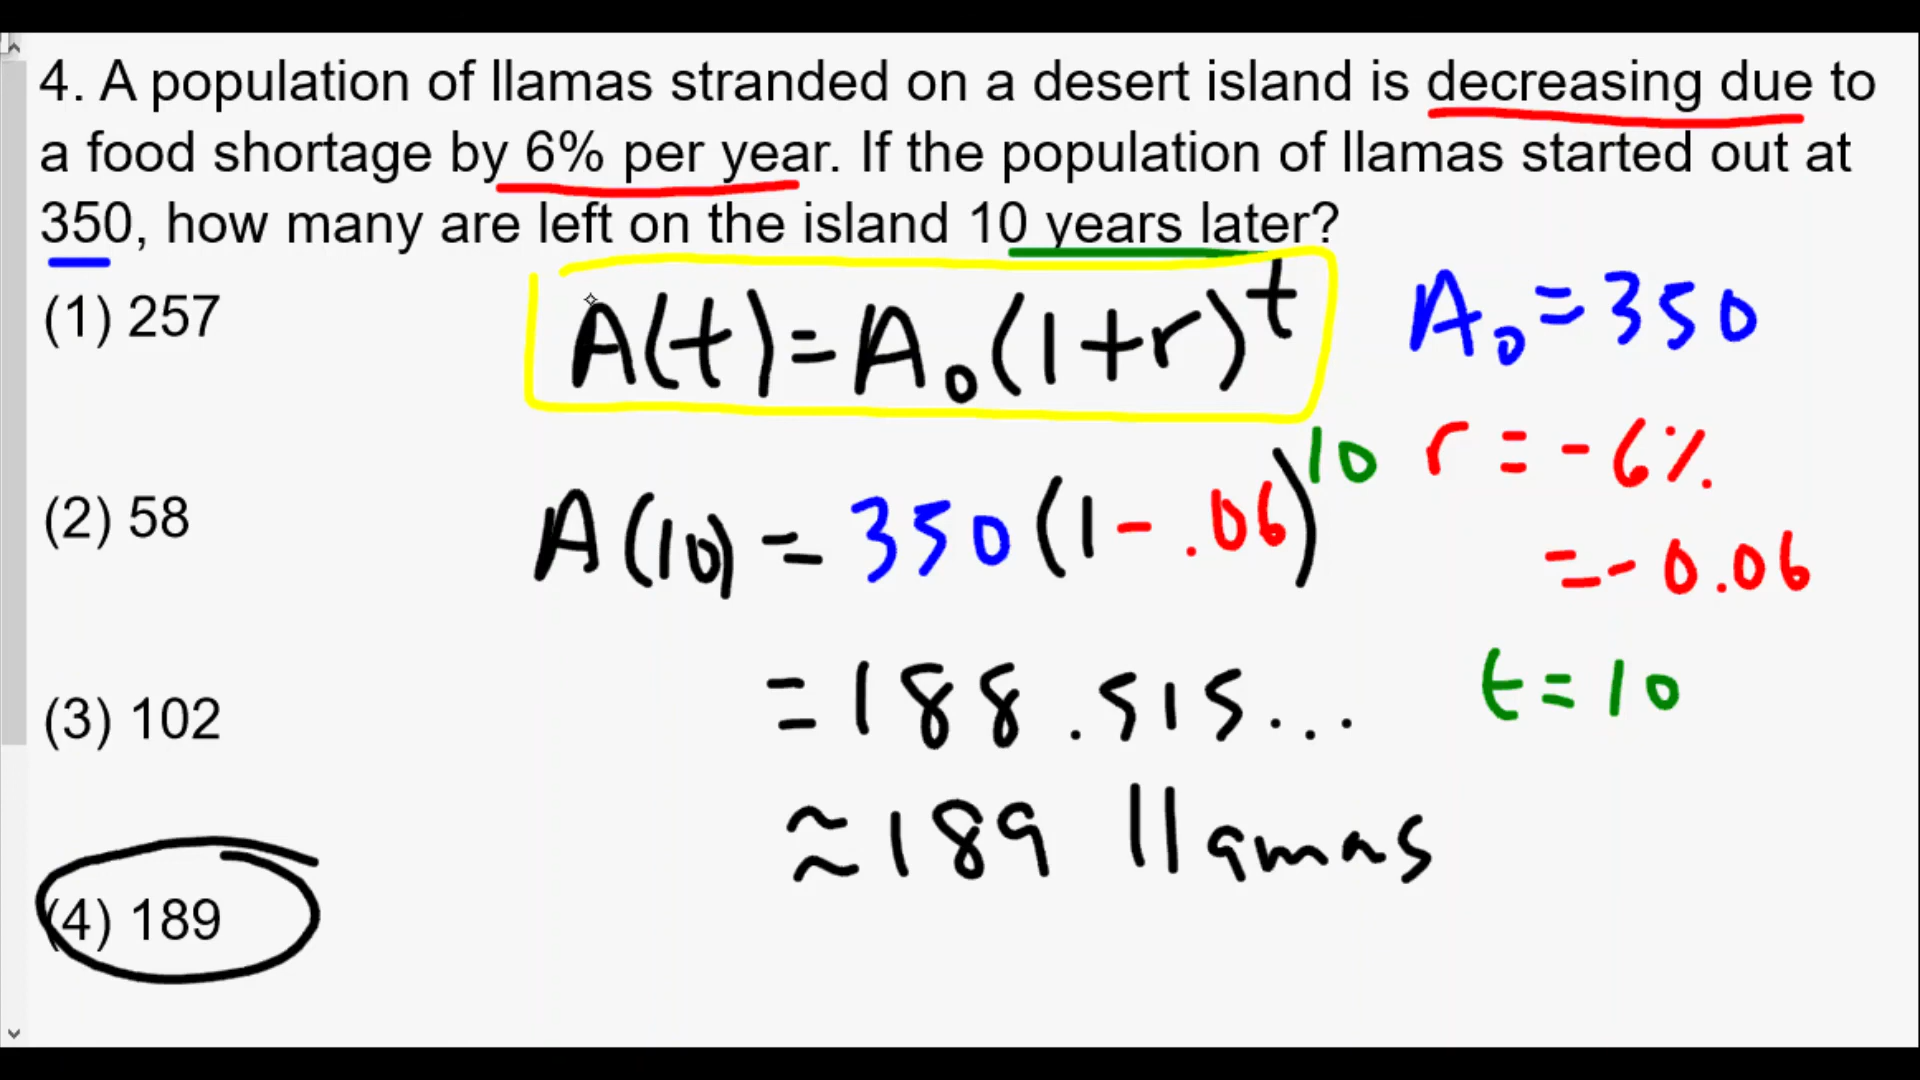 4. A population of llamas stranded on a desert island is decreasing due to
a food shortage by 6% per year. If the population of llamas started out at
350, how many are left on the island 10 years later?
(1) 257
A(t)=A₀(1+r)^t
A₀=350
(2) 58
A(10)=350(1-.06)^10
r=-6%
=-0.06
(3) 102
=188.515...
t=10
≈189 llamas
(4) 189